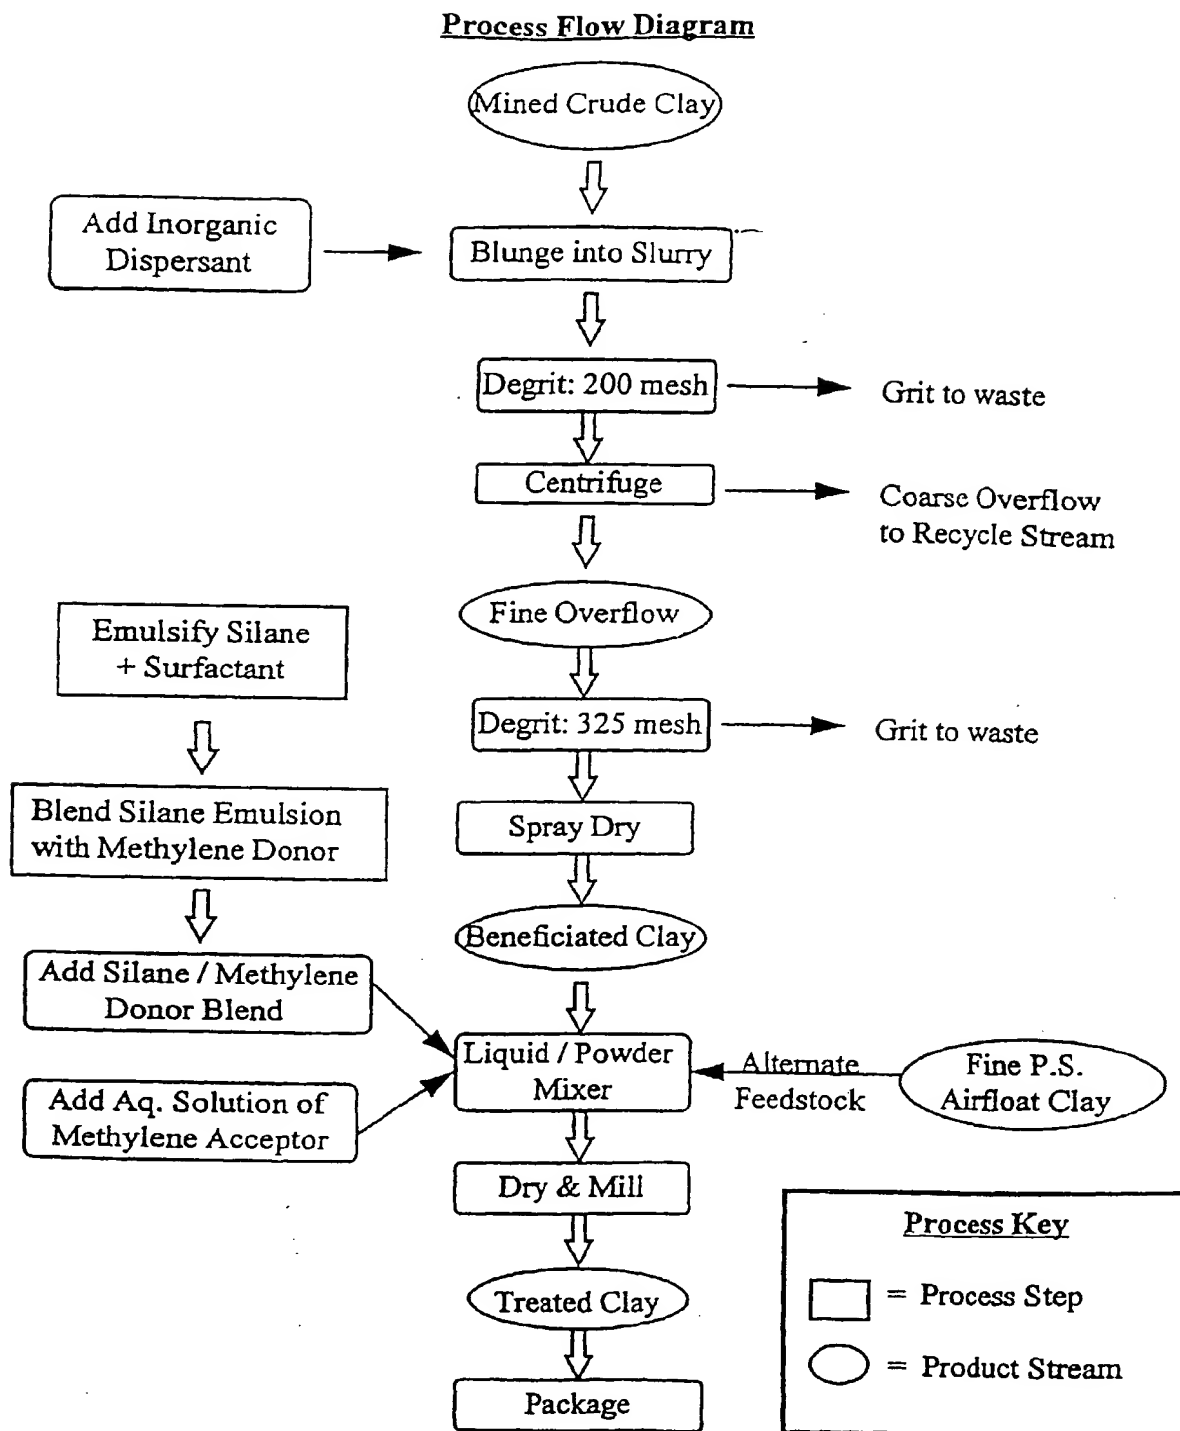 Process Flow Diagram
Mined Crude Clay
Add Inorganic
Dispersant
Blunge into Slurry
Degrit: 200 mesh
Grit to waste
Centrifuge
Coarse Overflow
to Recycle Stream
Fine Overflow
Emulsify Silane
+ Surfactant
Degrit: 325 mesh
Grit to waste
Blend Silane Emulsion
with Methylene Donor
Spray Dry
Beneficiated Clay
Add Silane / Methylene
Donor Blend
Liquid / Powder
Mixer
Alternate
Feedstock
Fine P.S.
Airfloat Clay
Add Aq. Solution of
Methylene Acceptor
Dry & Mill
Treated Clay
Package
Process Key
= Process Step
= Product Stream